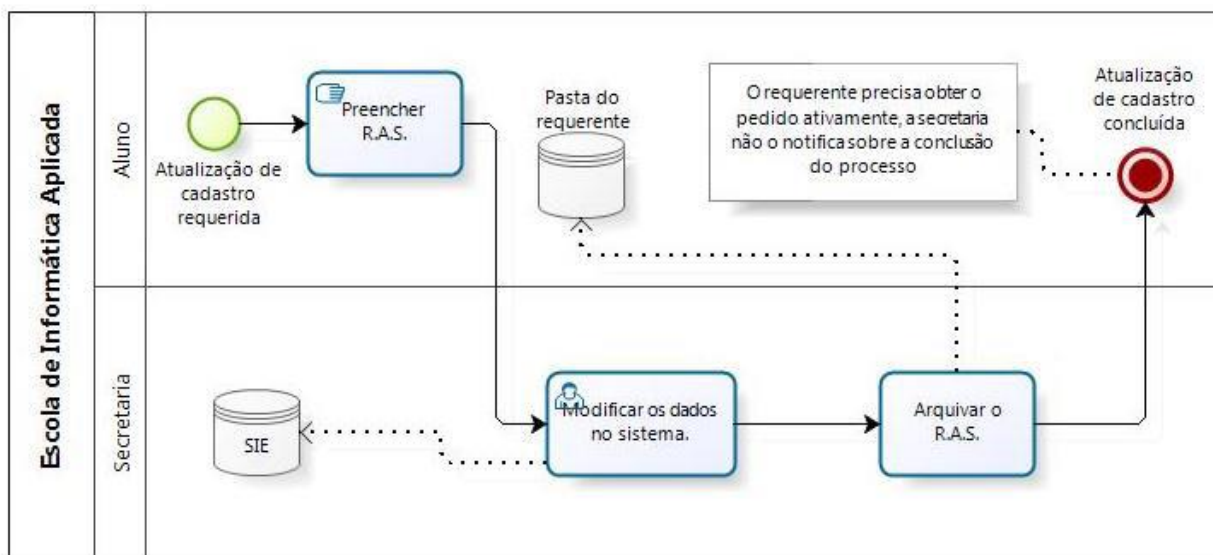 Escola de Informática Aplicada
Aluno
Atualização de
cadastro
requerida
Preencher
R.A.S.
Pasta do
requerente
O requerente precisa obter o
pedido ativamente, a secretaria
não o notifica sobre a conclusão
do processo
Atualização
de cadastro
concluída
Secretaria
SIE
Modificar os dados
no sistema.
Arquivar o
R.A.S.